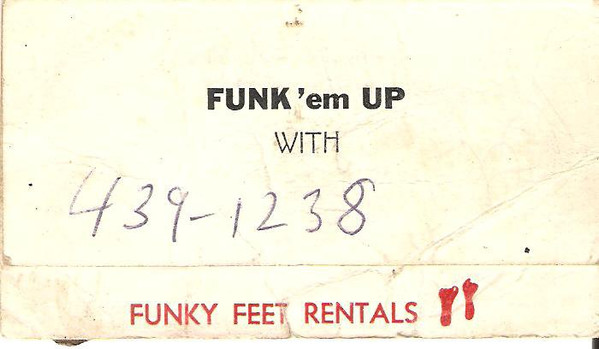 FUNK 'em UP
WITH
439-1238
FUNKY FEET RENTALS